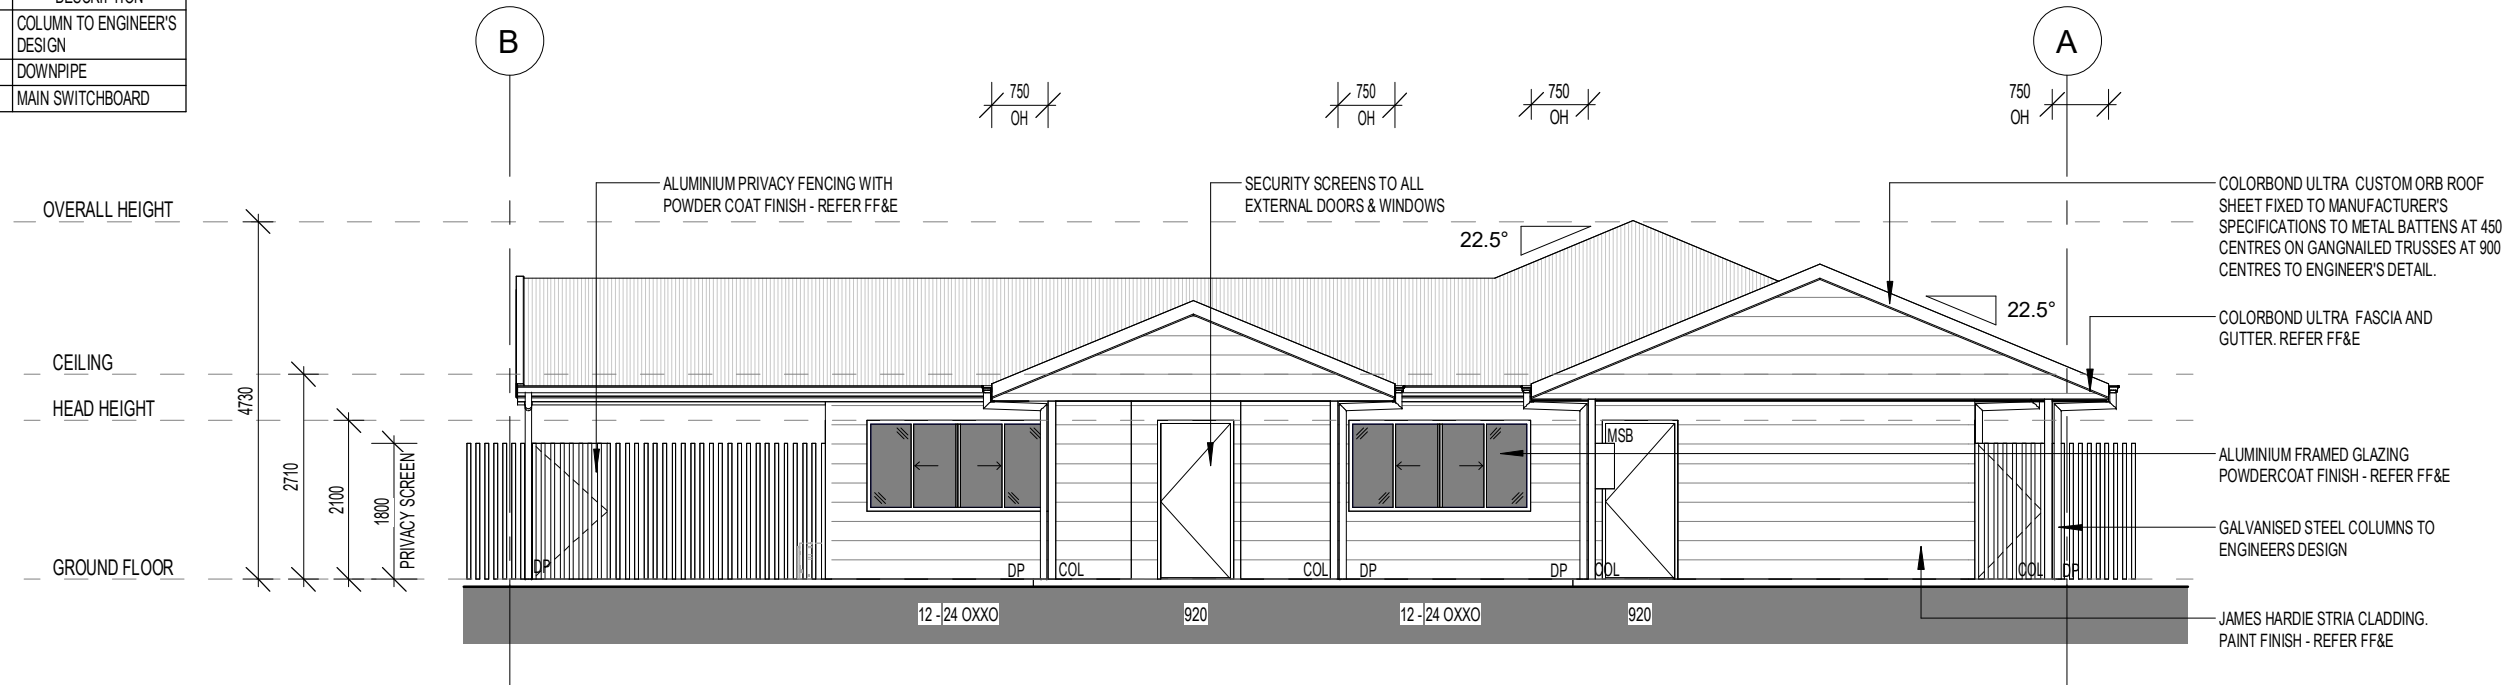 COLUMN TO ENGINEER'S
DESIGN
DOWNPIPE
MAIN SWITCHBOARD
B
A
750
OH
750
OH
750
OH
750
OH
ALUMINIUM PRIVACY FENCING WITH
POWDER COAT FINISH - REFER FF&E
SECURITY SCREENS TO ALL
EXTERNAL DOORS & WINDOWS
COLORBOND ULTRA CUSTOM ORB ROOF
SHEET FIXED TO MANUFACTURER'S
SPECIFICATIONS TO METAL BATTENS AT 450
CENTRES ON GANGNAILED TRUSSES AT 900
CENTRES TO ENGINEER'S DETAIL.
OVERALL HEIGHT
22.5°
22.5°
COLORBOND ULTRA FASCIA AND
GUTTER. REFER FF&E
CEILING
HEAD HEIGHT
4730
2710
2100
1800
PRIVACY SCREEN
MSB
ALUMINIUM FRAMED GLAZING
POWDERCOAT FINISH - REFER FF&E
GALVANISED STEEL COLUMNS TO
ENGINEERS DESIGN
GROUND FLOOR
DP
DP
COL
COL
DP
DP
COL
COL
DP
12 - 24 OXXO
920
12 - 24 OXXO
920
JAMES HARDIE STRIA CLADDING.
PAINT FINISH - REFER FF&E